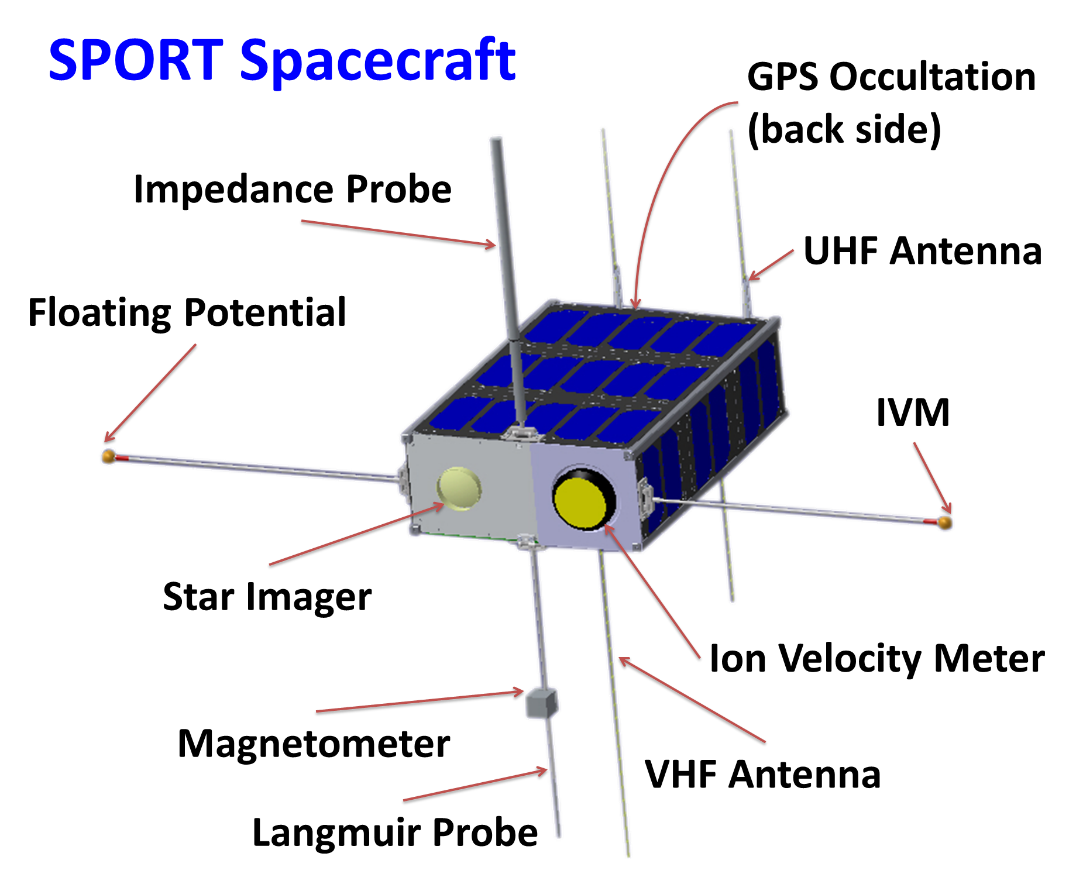 SPORT Spacecraft
GPS Occultation
(back side)
Impedance Probe
UHF Antenna
Floating Potential
IVM
Star Imager
Ion Velocity Meter
Magnetometer
VHF Antenna
Langmuir Probe